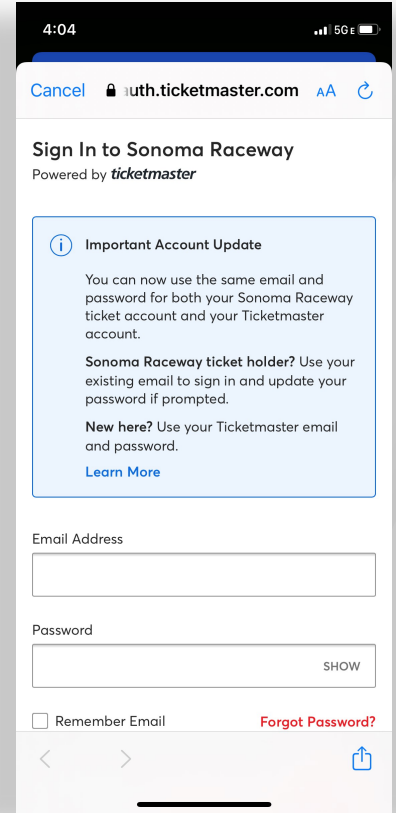 4:04
5G E
Cancel
uth.ticketmaster.com
AA
Sign In to Sonoma Raceway
Powered by ticketmaster
Important Account Update
You can now use the same email and
password for both your Sonoma Raceway
ticket account and your Ticketmaster
account.
Sonoma Raceway ticket holder? Use your
existing email to sign in and update your
password if prompted.
New here? Use your Ticketmaster email
and password.
Learn More
Email Address
Password
SHOW
Remember Email
Forgot Password?